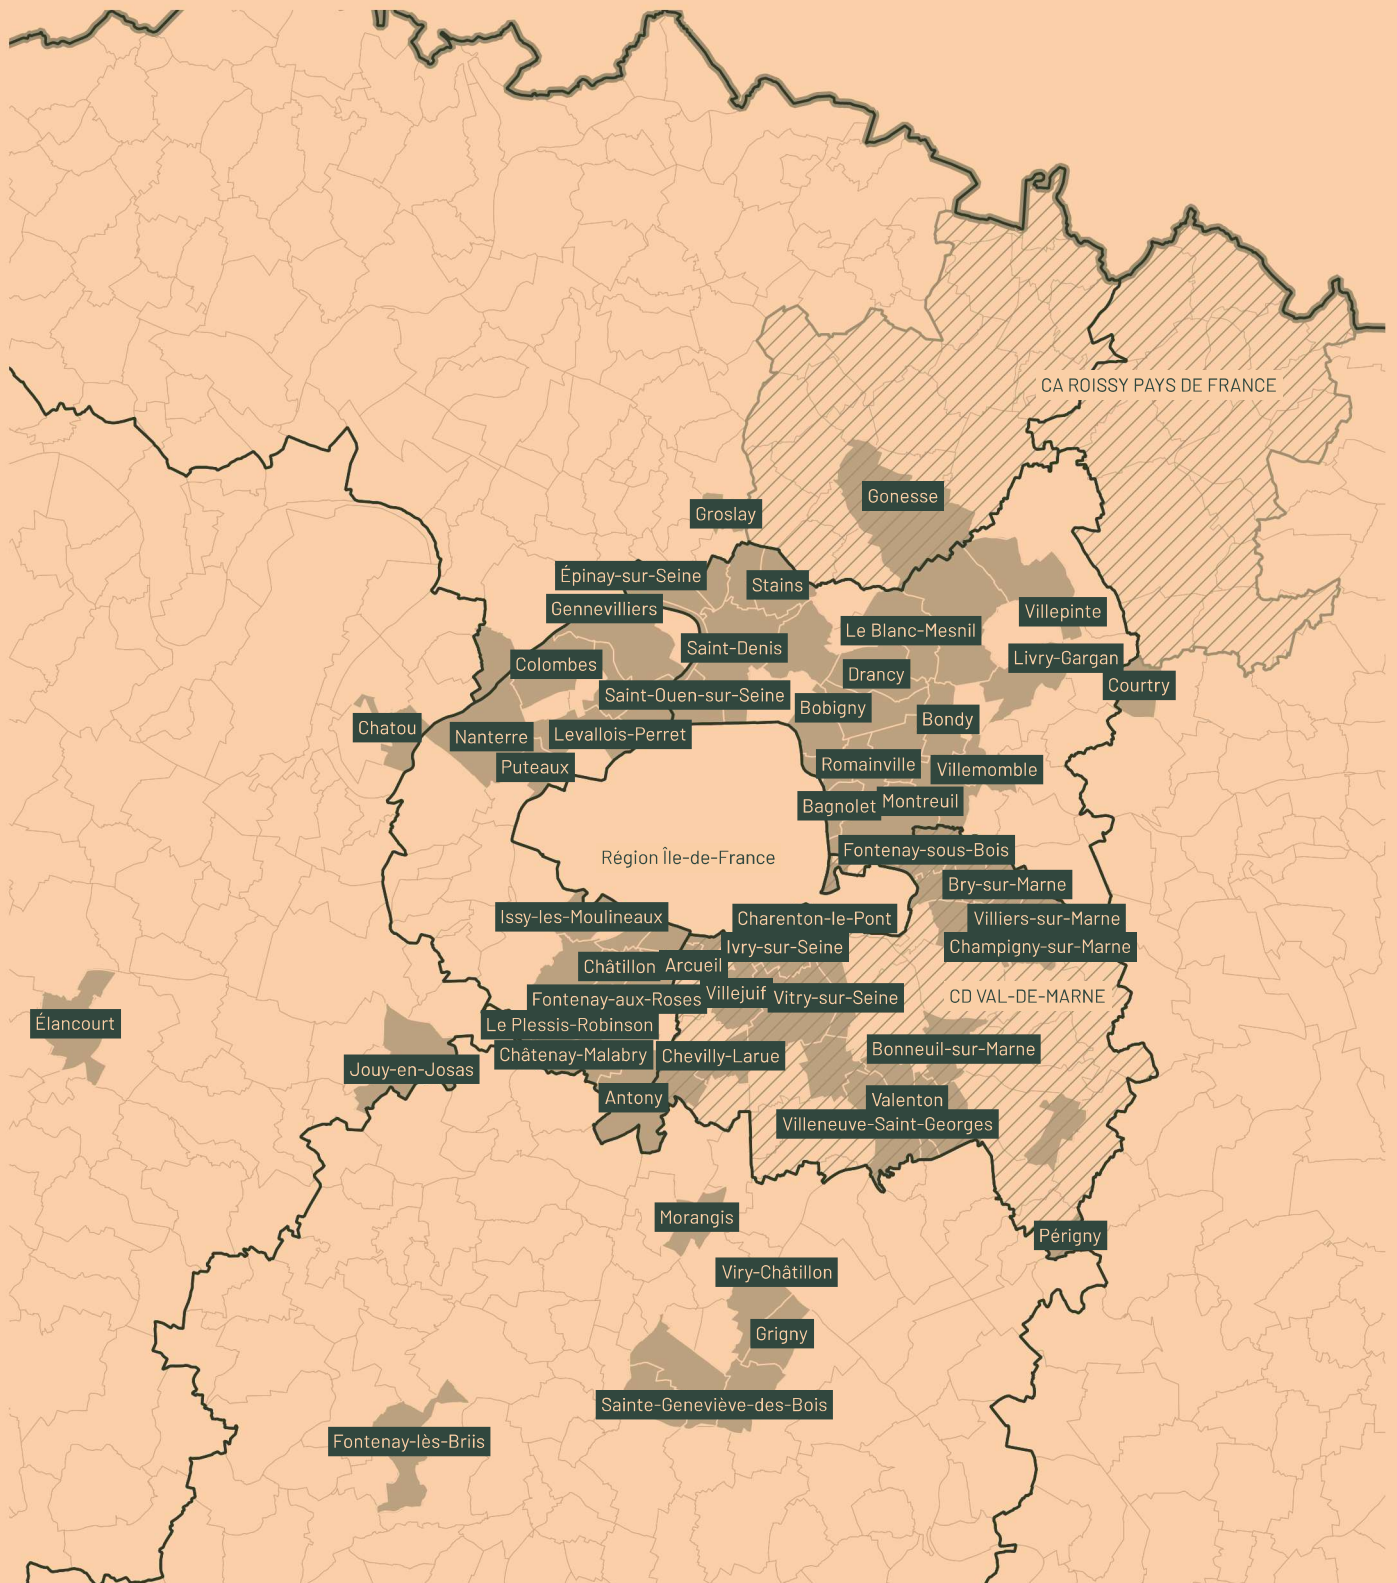 CA ROISSY PAYS DE FRANCE
Gonesse
Groslay
Épinay-sur-Seine
Stains
Gennevilliers
Villepinte
Le Blanc-Mesnil
Saint-Denis
Livry-Gargan
Colombes
Drancy
Courtry
Saint-Ouen-sur-Seine
Bobigny
Bondy
Chatou
Nanterre
Levallois-Perret
Puteaux
Romainville
Villemomble
Bagnolet
Montreuil
Fontenay-sous-Bois
Région Île-de-France
Bry-sur-Marne
Issy-les-Moulineaux
Charenton-le-Pont
Villiers-sur-Marne
Ivry-sur-Seine
Champigny-sur-Marne
Châtillon
Arcueil
Fontenay-aux-Roses
Villejuif
Vitry-sur-Seine
CD VAL-DE-MARNE
Élancourt
Le Plessis-Robinson
Châtenay-Malabry
Chevilly-Larue
Bonneuil-sur-Marne
Jouy-en-Josas
Antony
Valenton
Villeneuve-Saint-Georges
Morangis
Périgny
Viry-Châtillon
Grigny
Sainte-Geneviève-des-Bois
Fontenay-lès-Briis